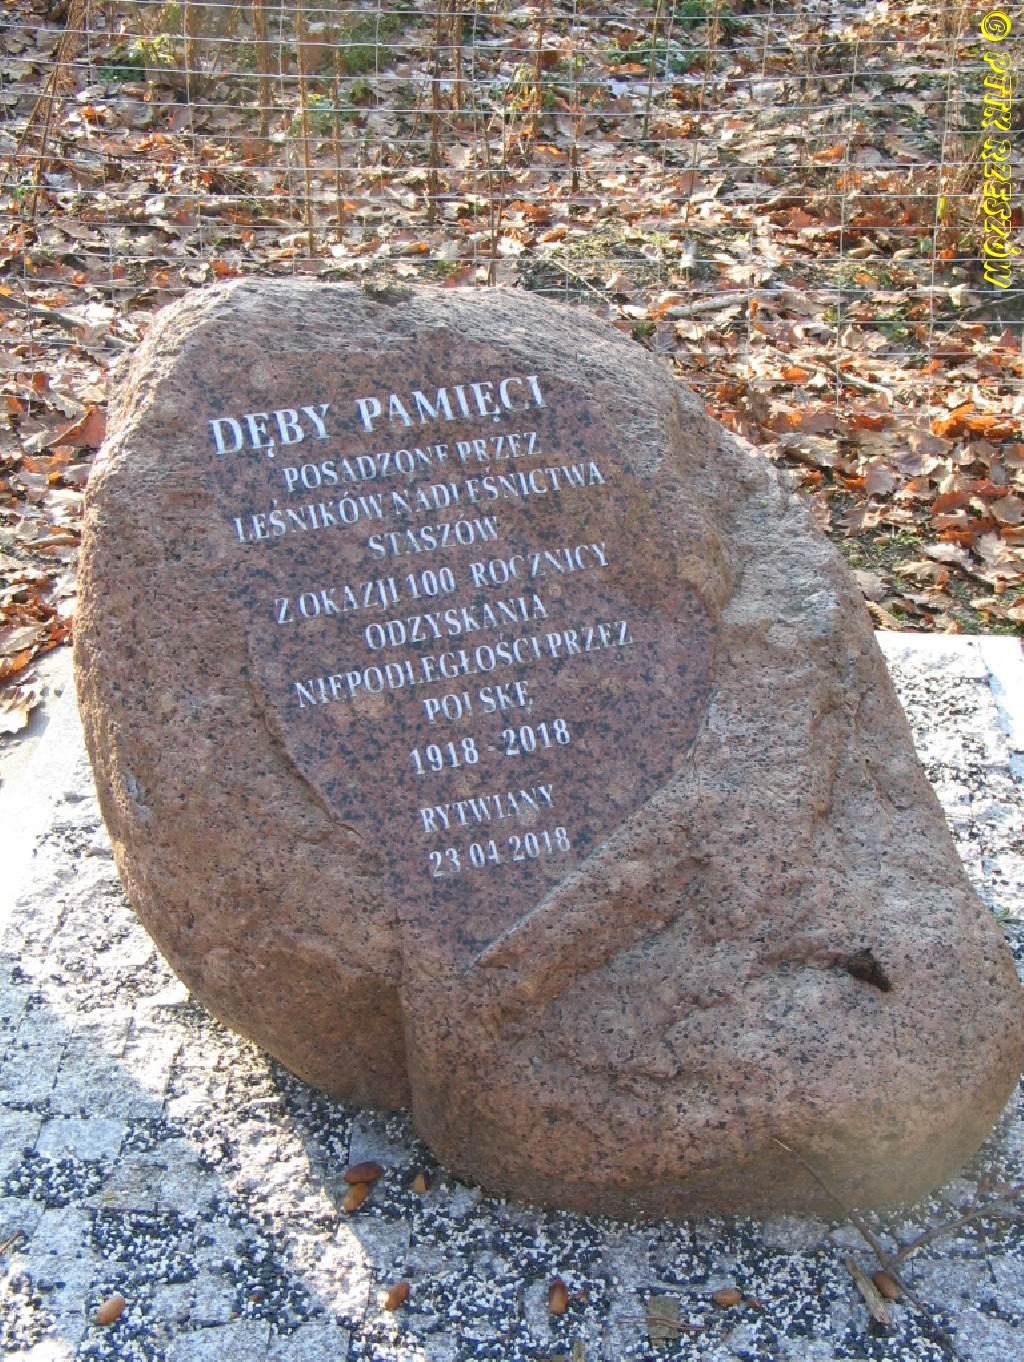 DĘBY PAMIĘCI
POSADZONE PRZEZ
LEŚNIKÓW NADLEŚNICTWA
STASZÓW
Z OKAZJI 100 ROCZNICY
ODZYSKANIA
NIEPODLEGŁOŚCI PRZEZ
POLSKĘ
1918 - 2018
RYTWIANY
23.04.2018
© PTTK RZESZÓW